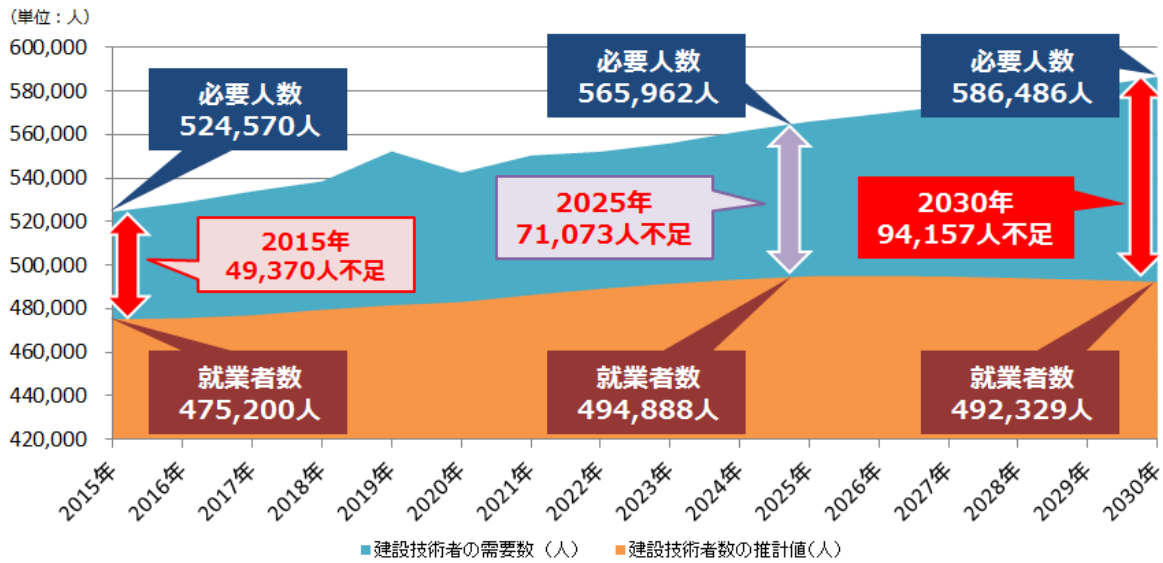 （単位：人）
600,000
580,000
560,000
540,000
520,000
500,000
480,000
460,000
440,000
420,000
必要人数
524,570人
必要人数
565,962人
必要人数
586,486人
2015年
49,370人不足
2025年
71,073人不足
2030年
94,157人不足
就業者数
475,200人
就業者数
494,888人
就業者数
492,329人
2015年
2016年
2017年
2018年
2019年
2020年
2021年
2022年
2023年
2024年
2025年
2026年
2027年
2028年
2029年
2030年
建設技術者の需要数（人）
建設技術者数の推計値(人)